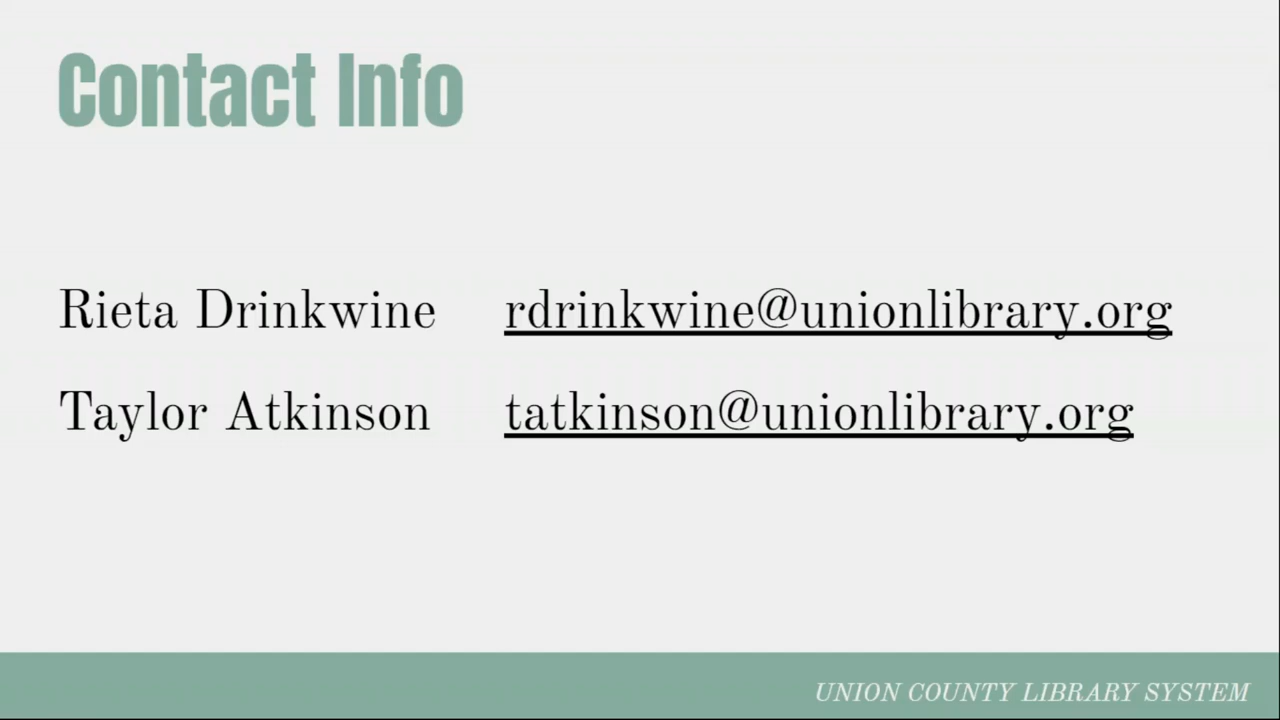 Contact Info
Rieta Drinkwine rdrinkwine@unionlibrary.org
Taylor Atkinson tatkinson@unionlibrary.org
UNION COUNTY LIBRARY SYSTEM